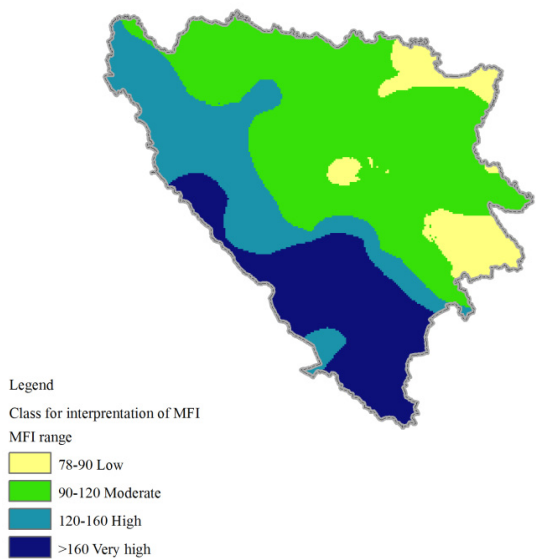 Legend
Class for interprentation of MFI
MFI range
78-90 Low
90-120 Moderate
120-160 High
>160 Very high